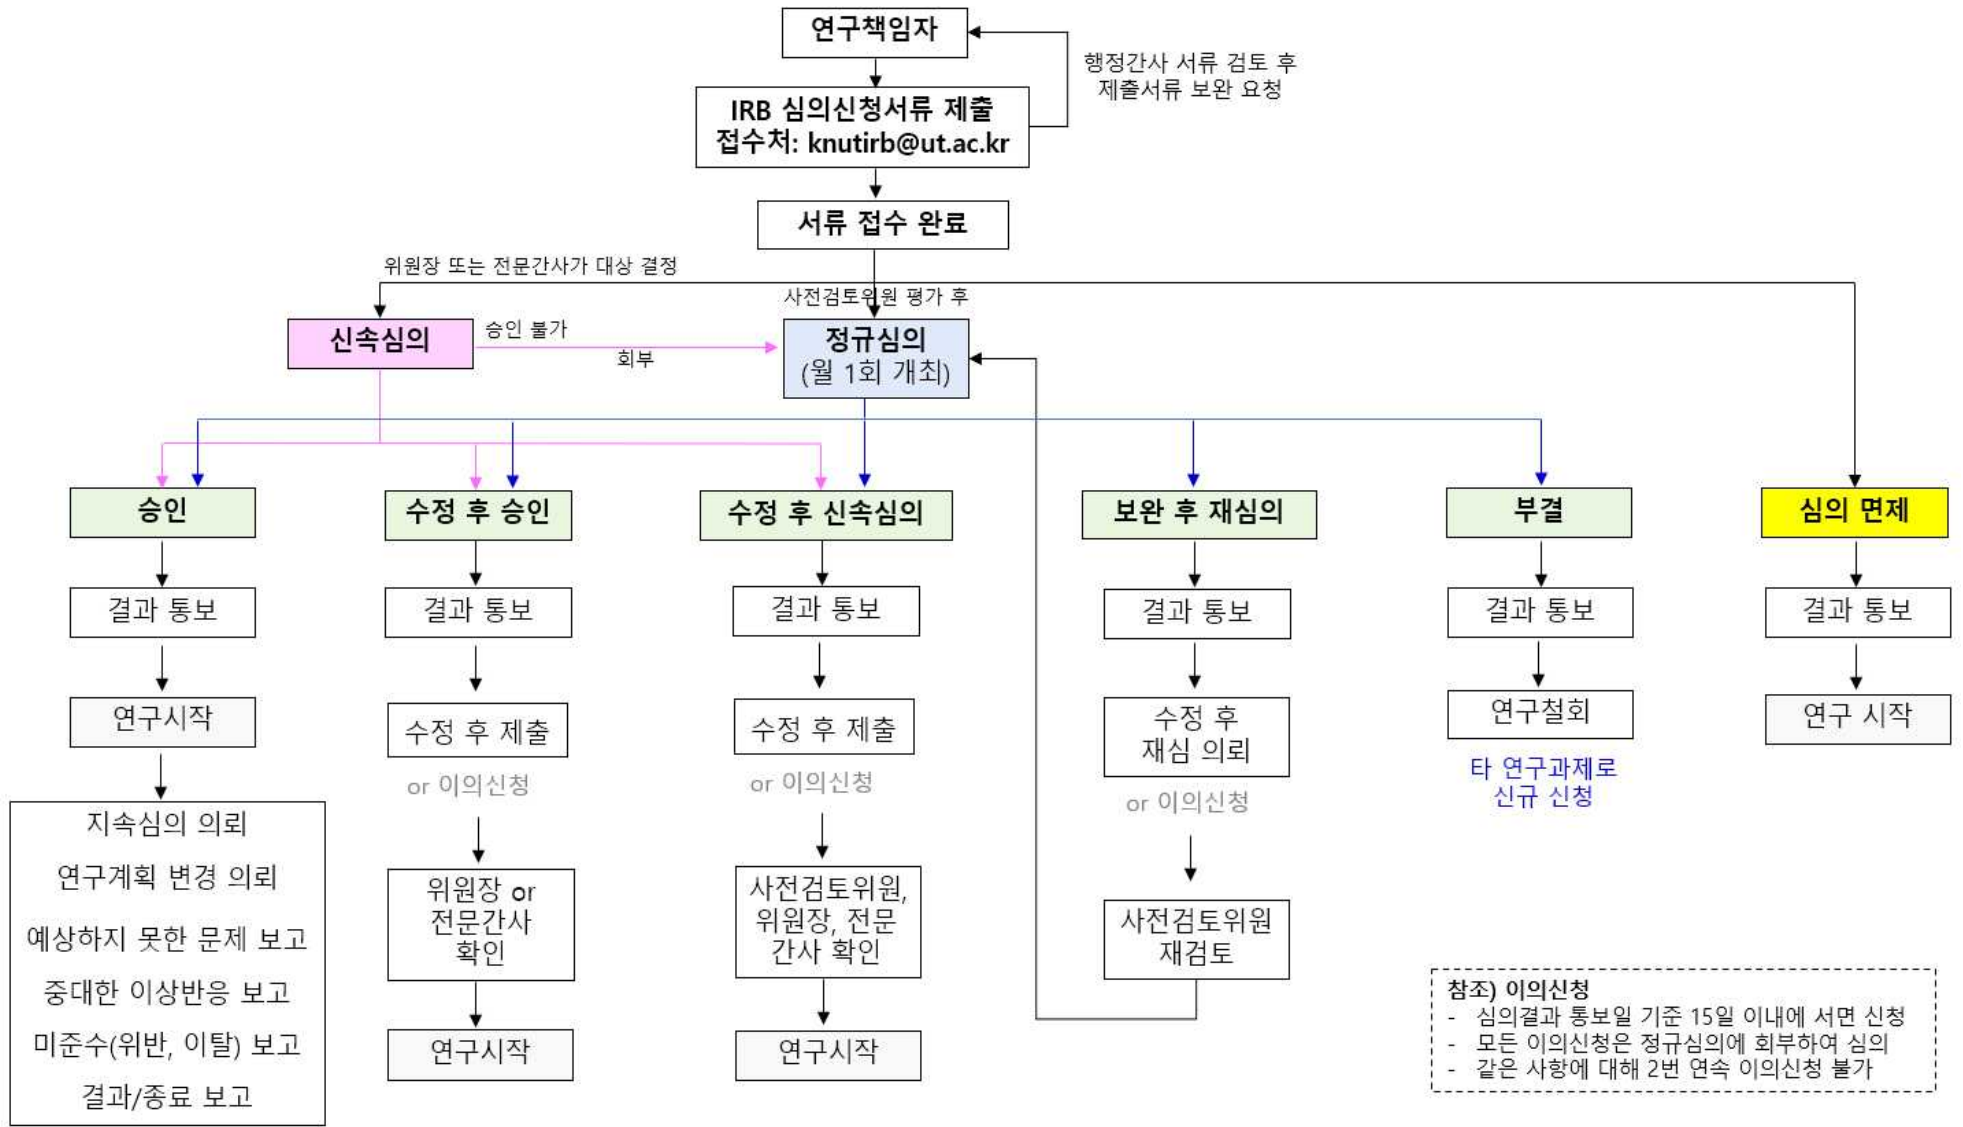 연구책임자
행정간사 서류 검토 후
제출서류 보완 요청
IRB 심의신청서류 제출
접수처: knutirb@ut.ac.kr
서류 접수 완료
위원장 또는 전문간사가 대상 결정
사전검토위원 평가 후
신속심의
승인 불가
회부
정규심의
(월 1회 개최)
승인
수정 후 승인
수정 후 신속심의
보완 후 재심의
부결
심의 면제
결과 통보
결과 통보
결과 통보
결과 통보
결과 통보
결과 통보
연구시작
수정 후 제출
수정 후 제출
수정 후
재심 의뢰
연구철회
연구 시작
or 이의신청
or 이의신청
or 이의신청
타 연구과제로
신규 신청
지속심의 의뢰
연구계획 변경 의뢰
예상하지 못한 문제 보고
중대한 이상반응 보고
미준수(위반, 이탈) 보고
결과/종료 보고
위원장 or
전문간사
확인
사전검토위원,
위원장, 전문
간사 확인
사전검토위원
재검토
연구시작
연구시작
참조) 이의신청
- 심의결과 통보일 기준 15일 이내에 서면 신청
- 모든 이의신청은 정규심의에 회부하여 심의
- 같은 사항에 대해 2번 연속 이의신청 불가